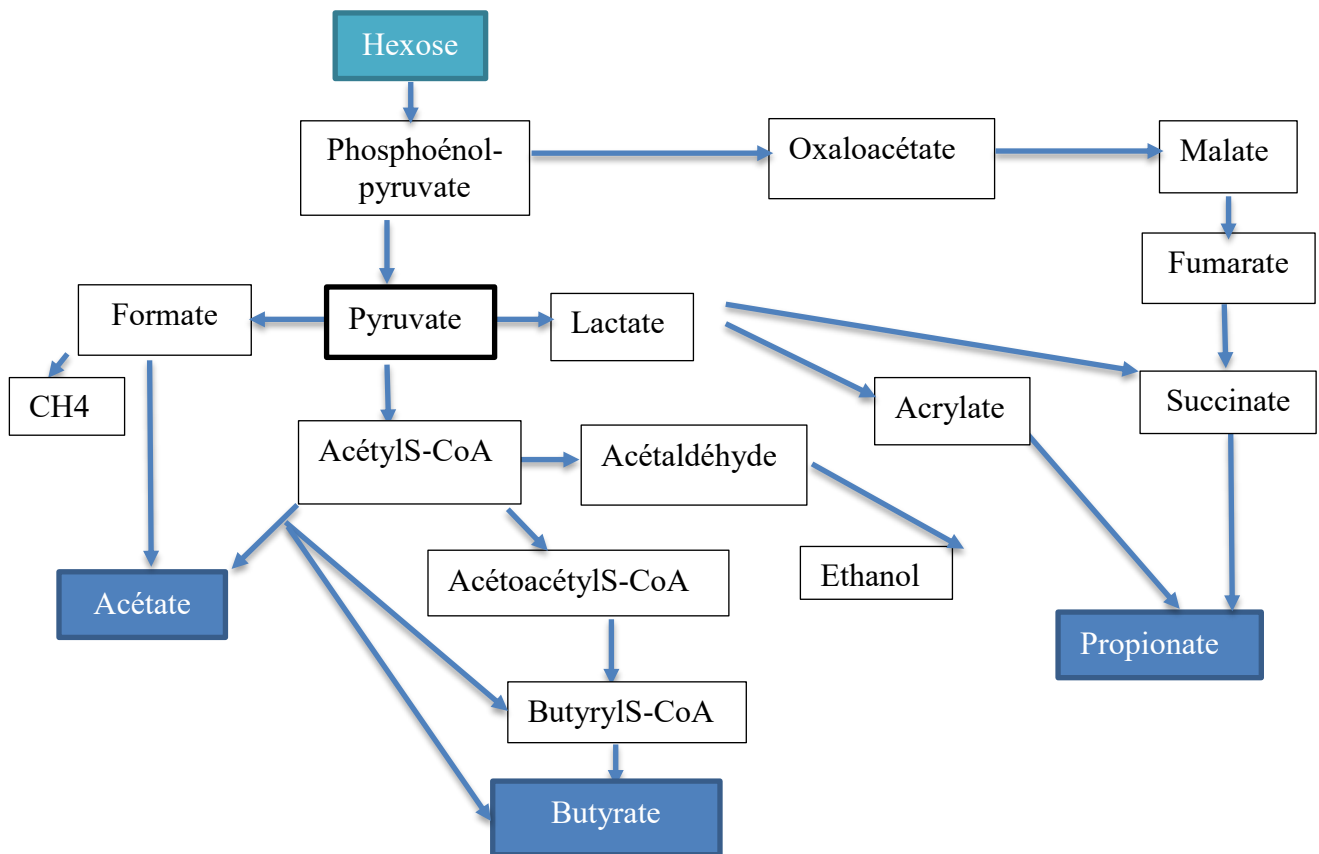 Hexose
Phosphoénol-
pyruvate
Oxaloacétate
Malate
Fumarate
Formate
Pyruvate
Lactate
CH4
Acrylate
Succinate
AcétylS-CoA
Acétaldéhyde
AcétoacétylS-CoA
Ethanol
Acétate
Propionate
ButyrylS-CoA
Butyrate